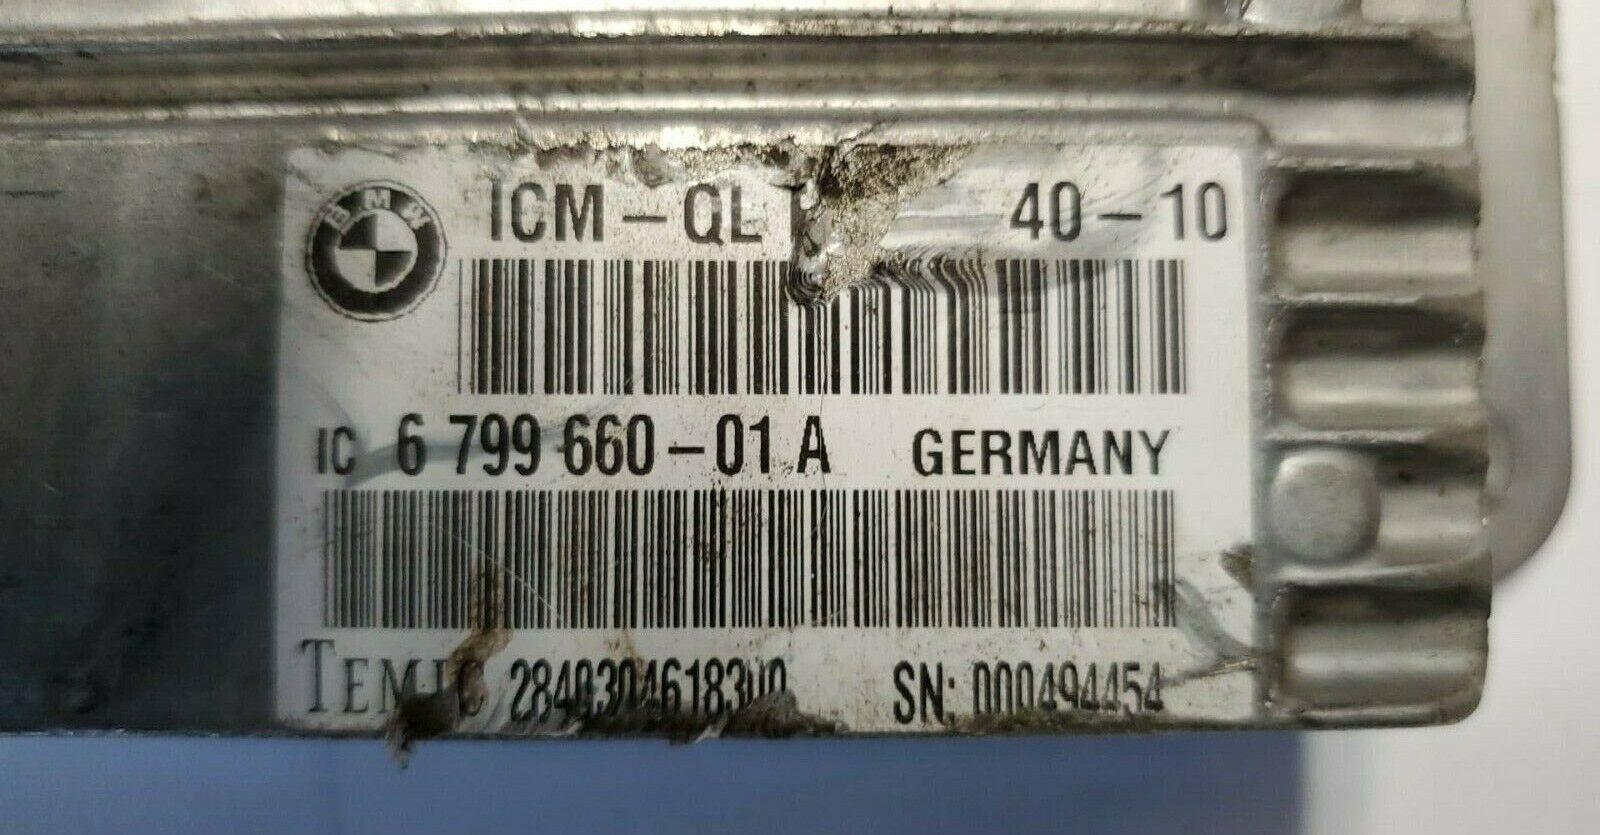 BMW
ICM-QL 40-10
IC 6 799 660-01 A GERMANY
TEMIC 28403046183U0 SN: 000494454